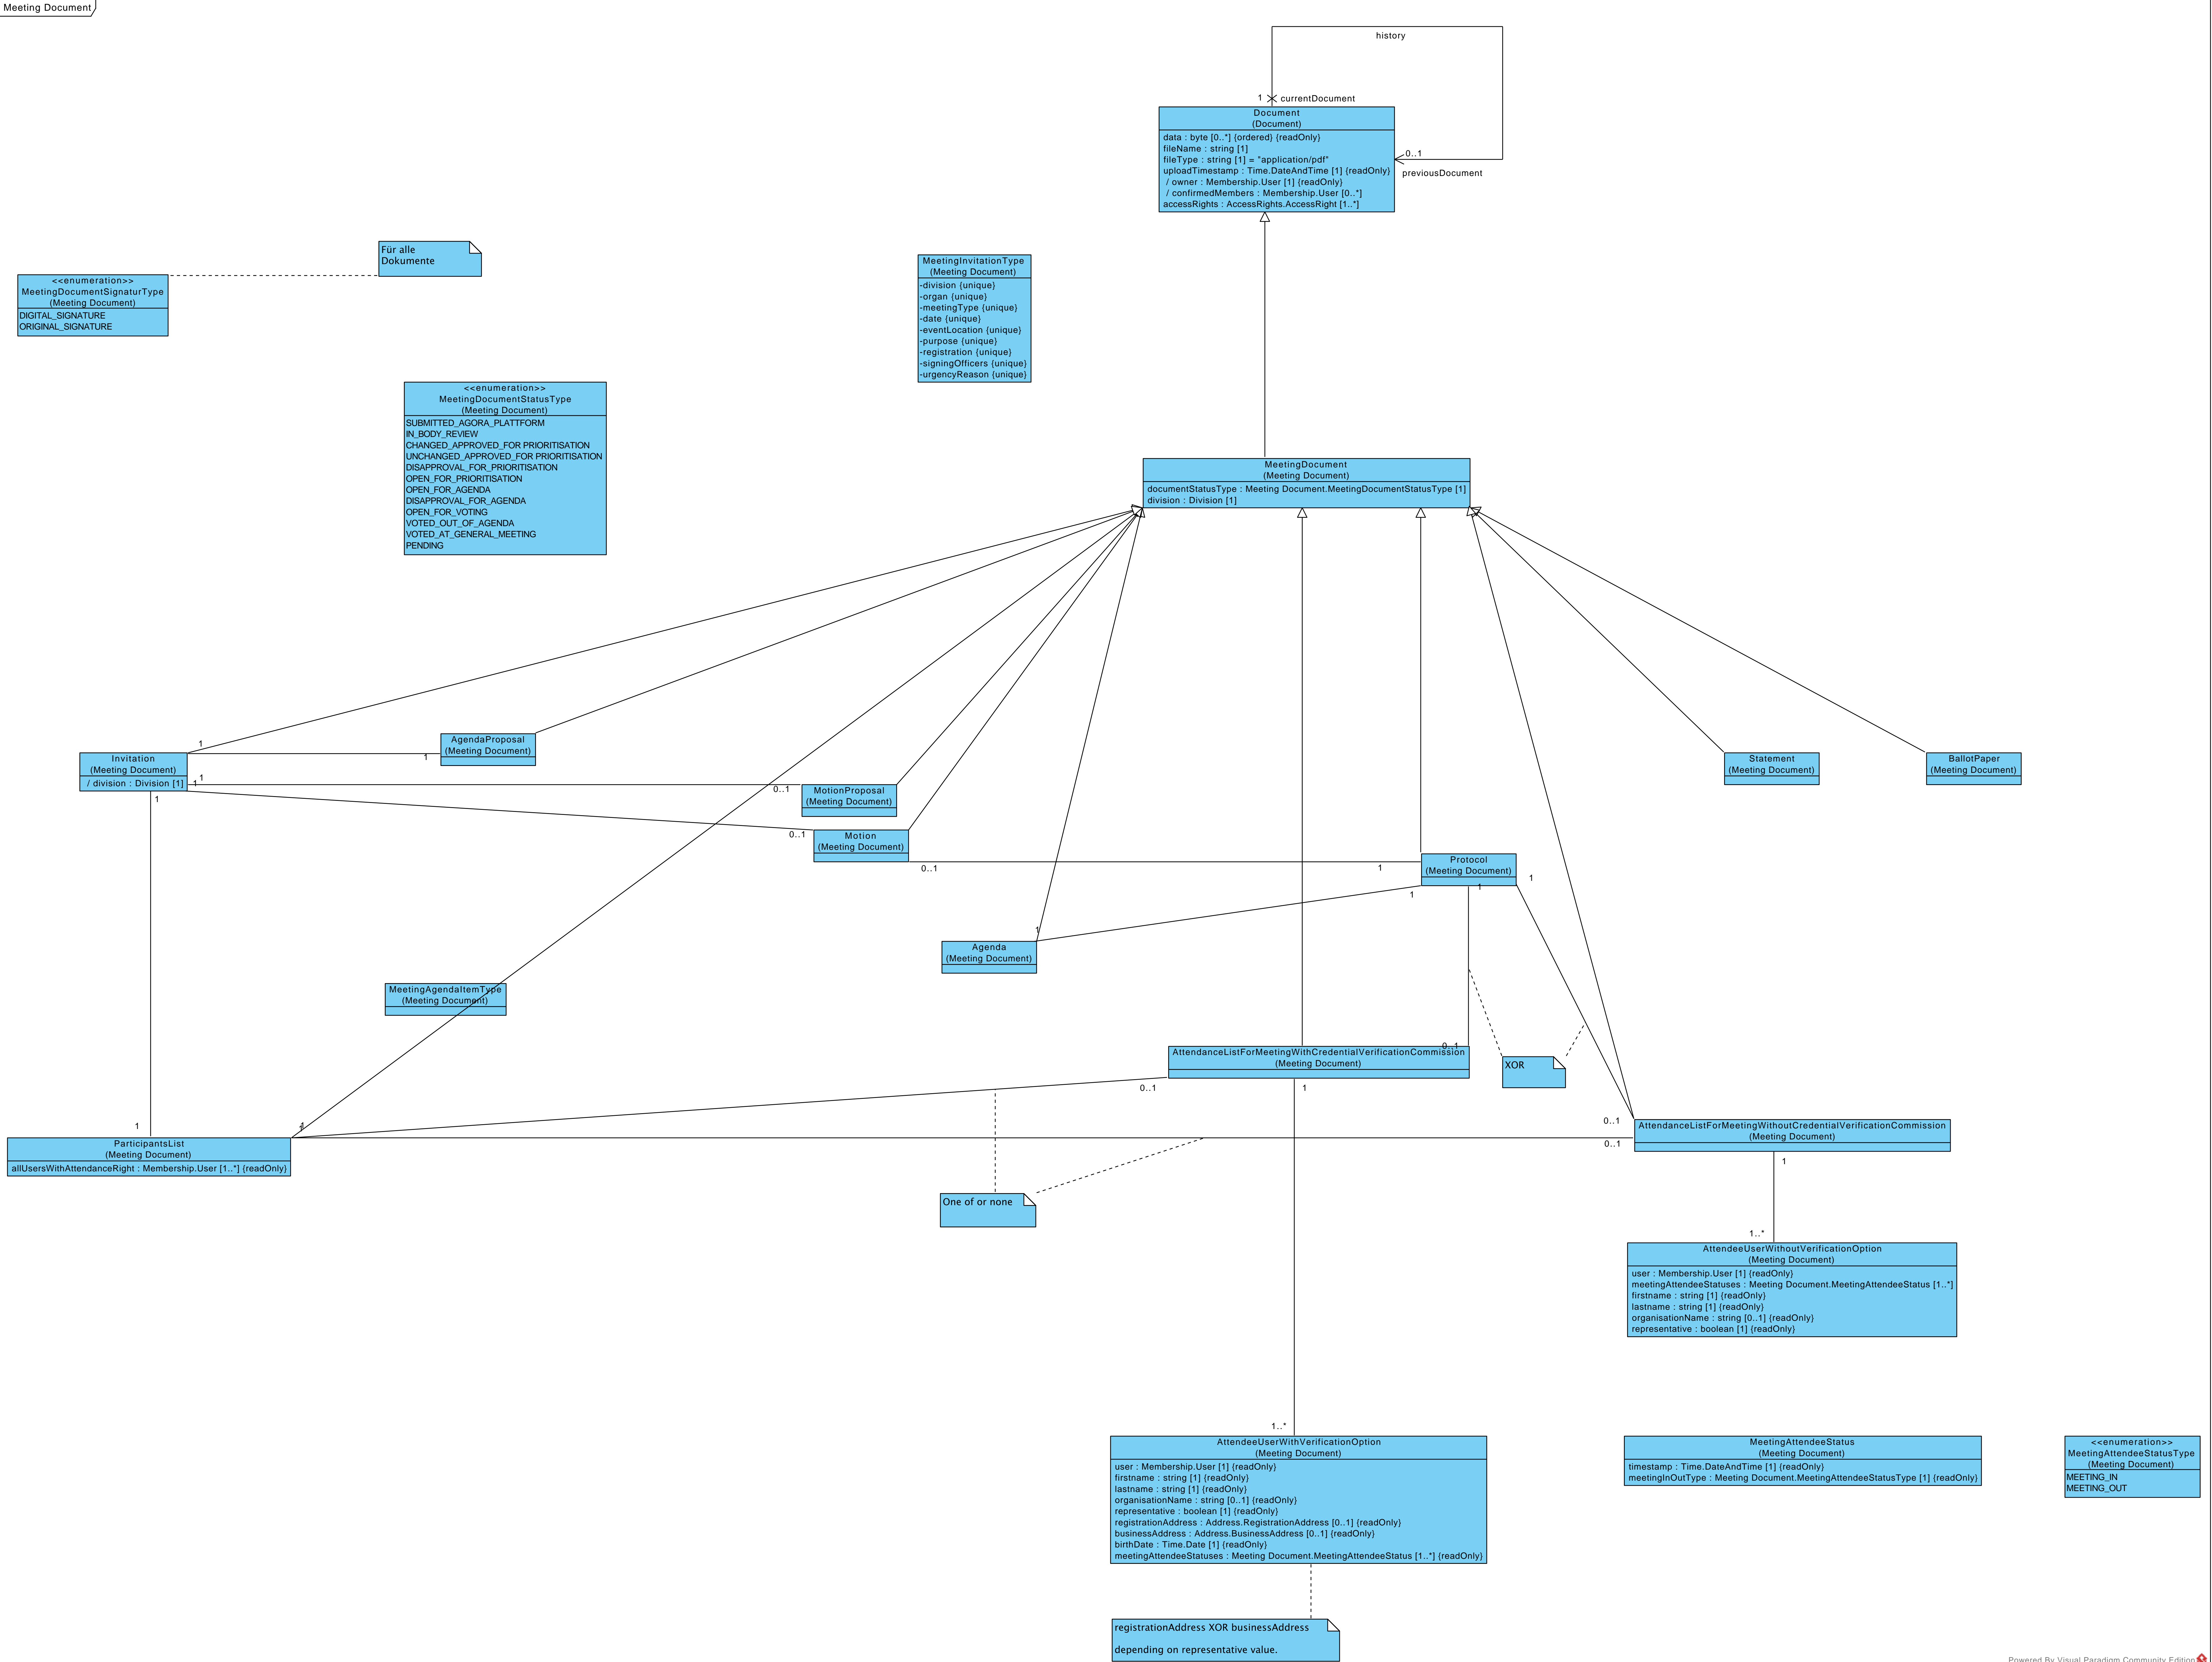 Meeting Document
history
1
currentDocument
Document
(Document)
data : byte [0..*] {ordered} {readOnly}
fileName : string [1]
fileType : string [1] = "application/pdf"
uploadTimestamp : Time.DateAndTime [1] {readOnly}
/ owner : Membership.User [1] {readOnly}
/ confirmedMembers : Membership.User [0..*]
accessRights : AccessRights.AccessRight [1..*]
0..1
previousDocument
Für alle
Dokumente
<<enumeration>>
MeetingDocumentSignaturType
(Meeting Document)
DIGITAL_SIGNATURE
ORIGINAL_SIGNATURE
MeetingInvitationType
(Meeting Document)
-division {unique}
-organ {unique}
-meetingType {unique}
-date {unique}
-eventLocation {unique}
-purpose {unique}
-registration {unique}
-signingOfficers {unique}
-urgencyReason {unique}
<<enumeration>>
MeetingDocumentStatusType
(Meeting Document)
SUBMITTED_AGORA_PLATTFORM
IN_BODY_REVIEW
CHANGED_APPROVED_FOR PRIORITISATION
UNCHANGED_APPROVED_FOR PRIORITISATION
DISAPPROVAL_FOR_PRIORITISATION
OPEN_FOR_PRIORITISATION
OPEN_FOR_AGENDA
DISAPPROVAL_FOR_AGENDA
OPEN_FOR_VOTING
VOTED_OUT_OF_AGENDA
VOTED_AT_GENERAL_MEETING
PENDING
MeetingDocument
(Meeting Document)
documentStatusType : Meeting Document.MeetingDocumentStatusType [1]
division : Division [1]
1
AgendaProposal
(Meeting Document)
1
Invitation
(Meeting Document)
/ division : Division [1]
1
1
1
0..1
MotionProposal
(Meeting Document)
0..1
Motion
(Meeting Document)
0..1
Statement
(Meeting Document)
BallotPaper
(Meeting Document)
1
Protocol
(Meeting Document)
1
1
1
1
Agenda
(Meeting Document)
MeetingAgendaItemType
(Meeting Document)
0..1
AttendanceListForMeetingWithCredentialVerificationCommission
(Meeting Document)
0..1
1
XOR
1
1
ParticipantsList
(Meeting Document)
allUsersWithAttendanceRight : Membership.User [1..*] {readOnly}
0..1
0..1
AttendanceListForMeetingWithoutCredentialVerificationCommission
(Meeting Document)
1
One of or none
1..*
AttendeeUserWithoutVerificationOption
(Meeting Document)
user : Membership.User [1] {readOnly}
meetingAttendeeStatuses : Meeting Document.MeetingAttendeeStatus [1..*]
firstname : string [1] {readOnly}
lastname : string [1] {readOnly}
organisationName : string [0..1] {readOnly}
representative : boolean [1] {readOnly}
1..*
AttendeeUserWithVerificationOption
(Meeting Document)
user : Membership.User [1] {readOnly}
firstname : string [1] {readOnly}
lastname : string [1] {readOnly}
organisationName : string [0..1] {readOnly}
representative : boolean [1] {readOnly}
registrationAddress : Address.RegistrationAddress [0..1] {readOnly}
businessAddress : Address.BusinessAddress [0..1] {readOnly}
birthDate : Time.Date [1] {readOnly}
meetingAttendeeStatuses : Meeting Document.MeetingAttendeeStatus [1..*] {readOnly}
MeetingAttendeeStatus
(Meeting Document)
timestamp : Time.DateAndTime [1] {readOnly}
meetingInOutType : Meeting Document.MeetingAttendeeStatusType [1] {readOnly}
<<enumeration>>
MeetingAttendeeStatusType
(Meeting Document)
MEETING_IN
MEETING_OUT
registrationAddress XOR businessAddress
depending on representative value.
Powered By Visual Paradigm Community Edition